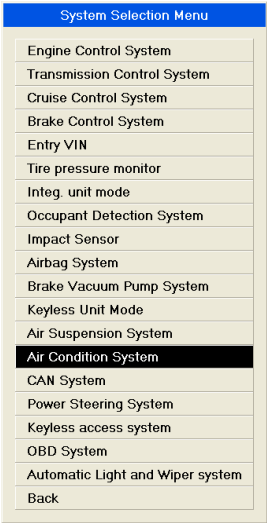 System Selection Menu
Engine Control System
Transmission Control System
Cruise Control System
Brake Control System
Entry VIN
Tire pressure monitor
Integ. unit mode
Occupant Detection System
Impact Sensor
Airbag System
Brake Vacuum Pump System
Keyless Unit Mode
Air Suspension System
Air Condition System
CAN System
Power Steering System
Keyless access system
OBD System
Automatic Light and Wiper system
Back